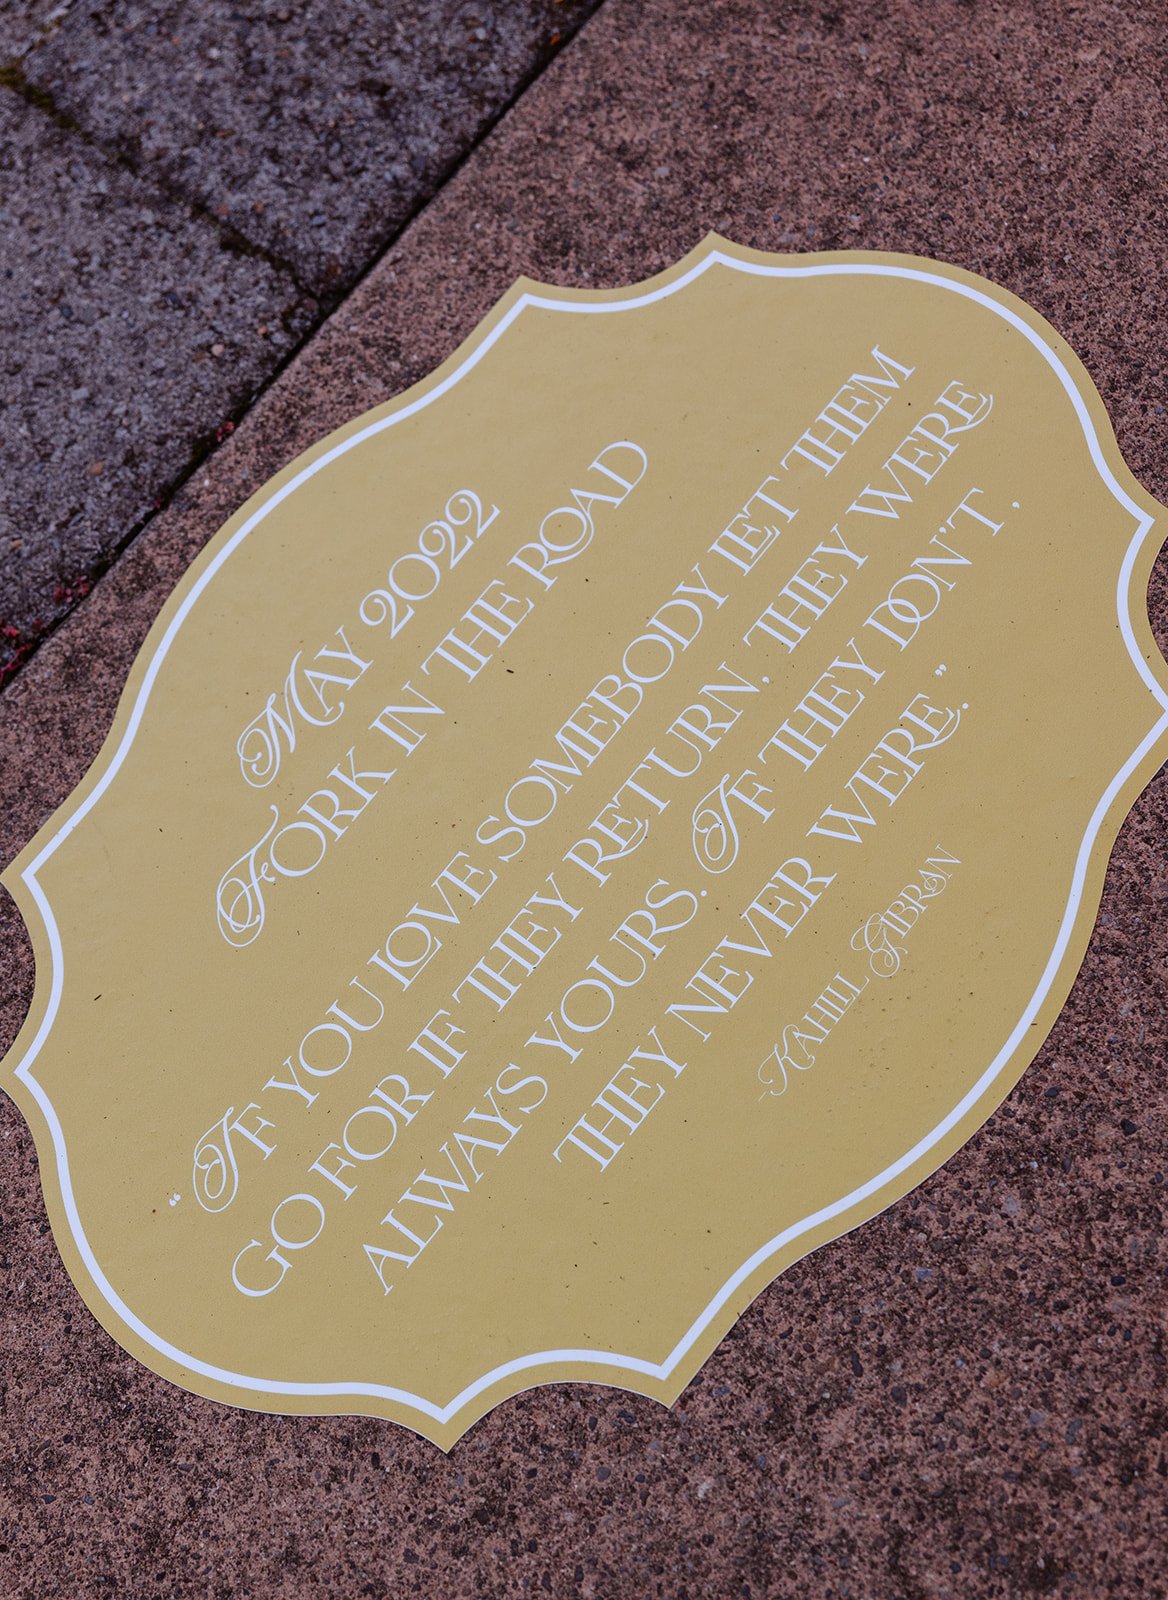 May 2022
Fork in the Road
“If you love somebody let them
go for if they return, they were
always yours. If they don't,
they never were.”
-Kahill Gibran